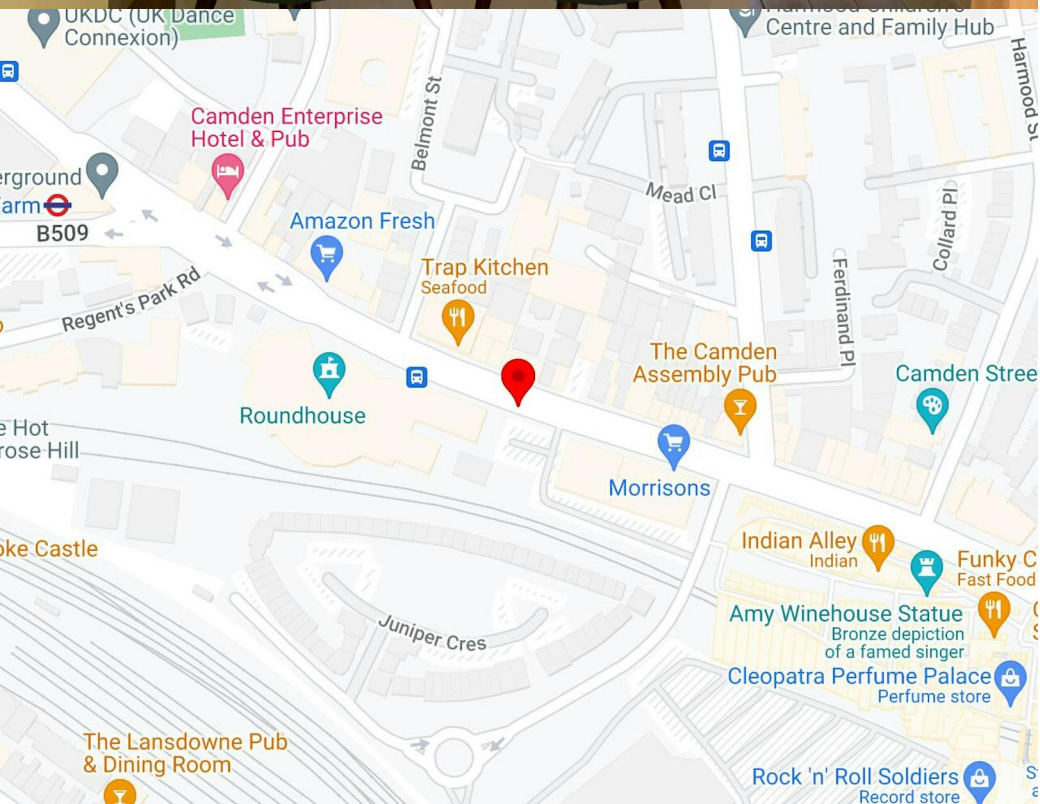 UKDC (UK Dance
Connexion)
Centre and Family Hub
Harmood St
Camden Enterprise
Hotel & Pub
Belmont St
Mead Cl
Collard Pl
B509
Amazon Fresh
Regent's Park Rd
Trap Kitchen
Seafood
Ferdinand Pl
The Camden
Assembly Pub
Roundhouse
Morrisons
Indian Alley
Indian
Amy Winehouse Statue
Bronze depiction
of a famed singer
Fast Food
Cleopatra Perfume Palace
Perfume store
Juniper Cres
The Lansdowne Pub
& Dining Room
Rock 'n' Roll Soldiers
Record store
erground
arm
Camden Stree
e Hot
rose Hill
oke Castle
Funky C